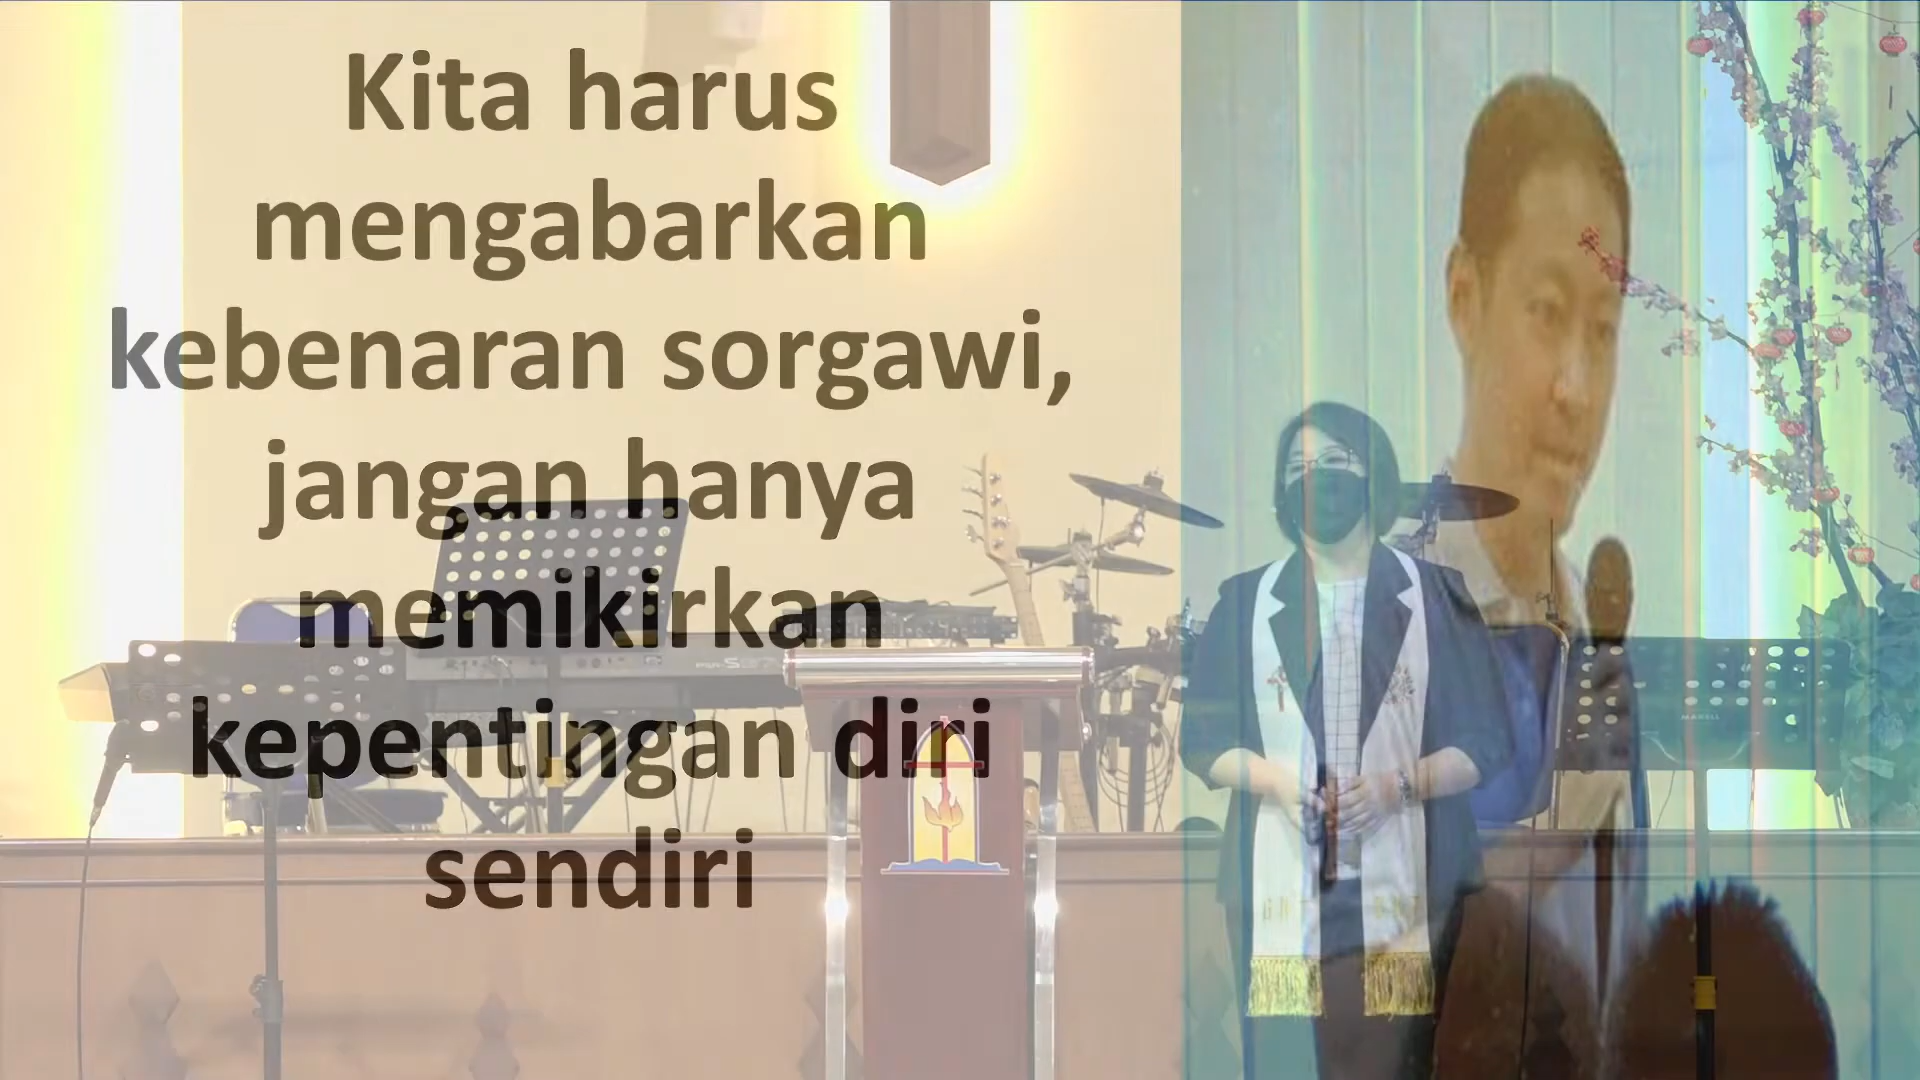 Kita harus
mengabarkan
kebenaran sorgawi,
jangan hanya
memikirkan
kepentingan diri
sendiri